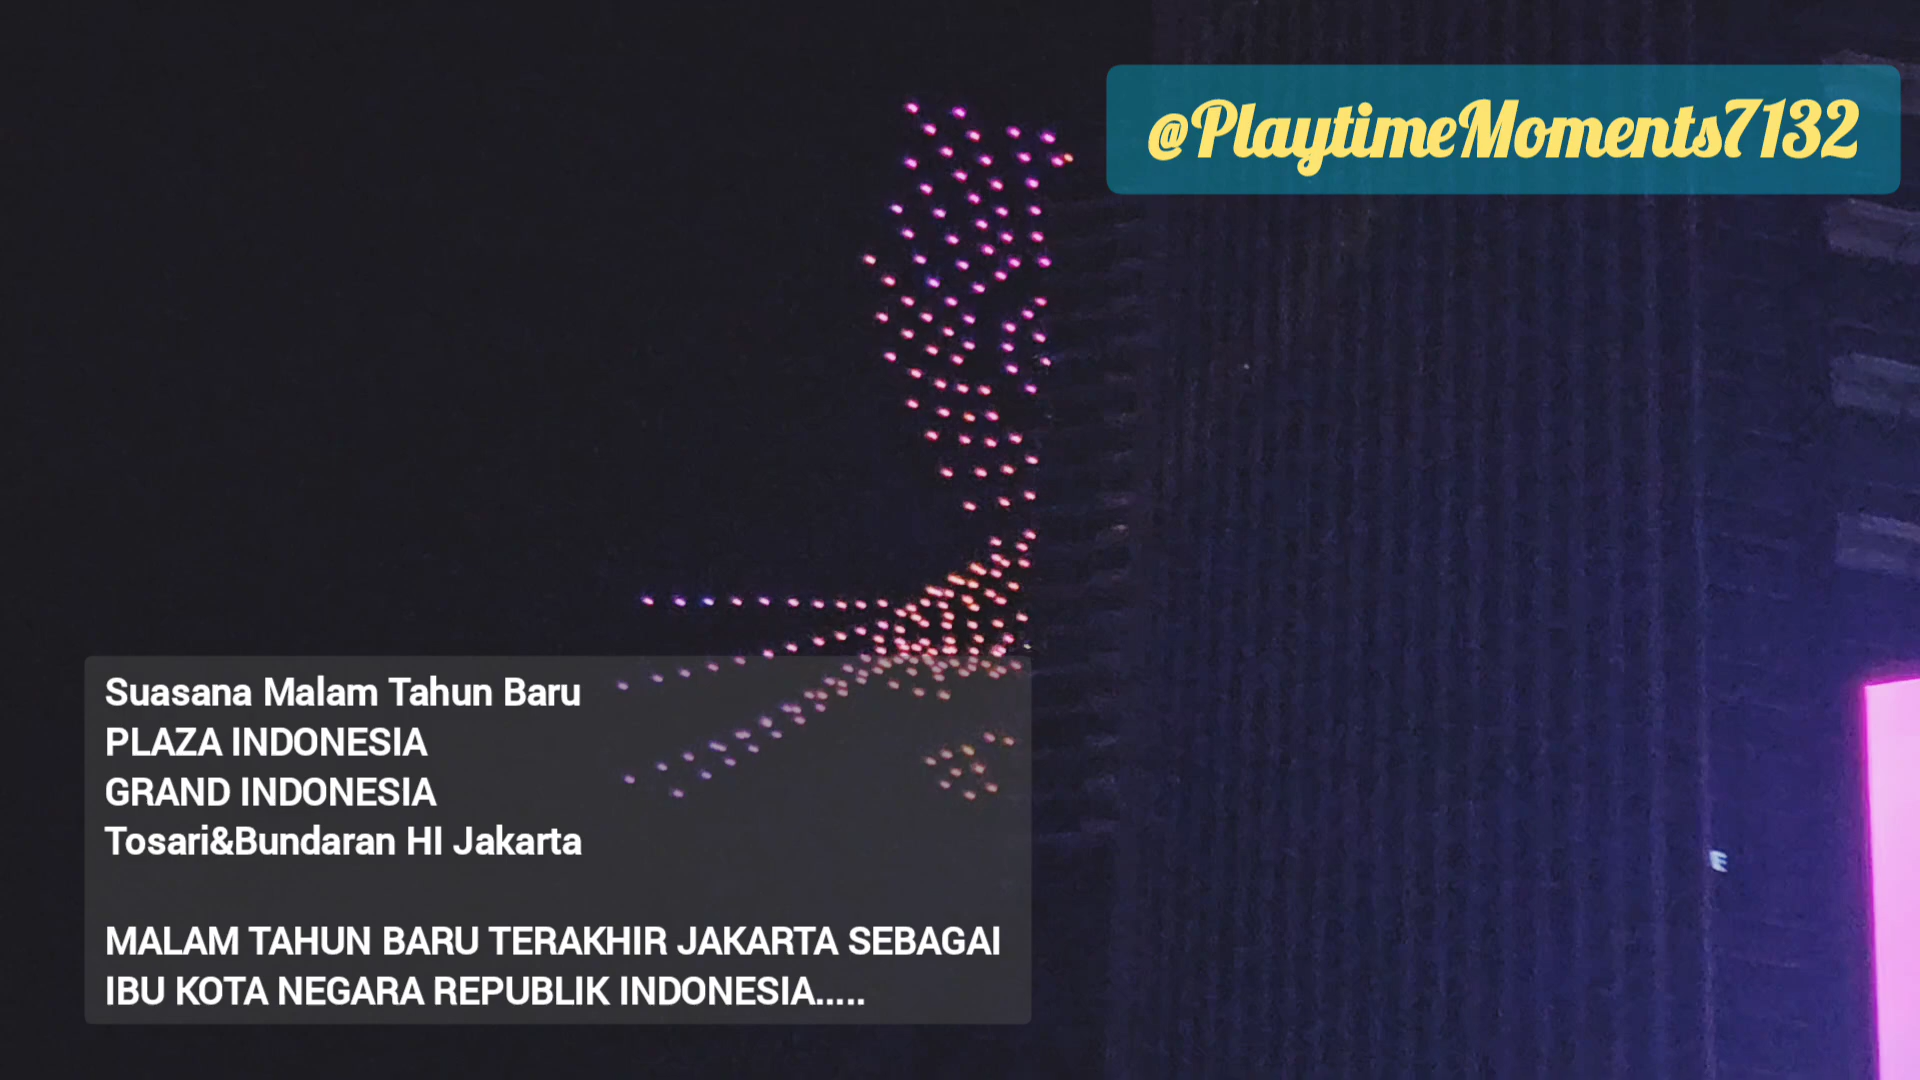 @PlaytimeMoments7132
Suasana Malam Tahun Baru
PLAZA INDONESIA
GRAND INDONESIA
Tosari&Bundaran HI Jakarta
MALAM TAHUN BARU TERAKHIR JAKARTA SEBAGAI
IBU KOTA NEGARA REPUBLIK INDONESIA.....
E